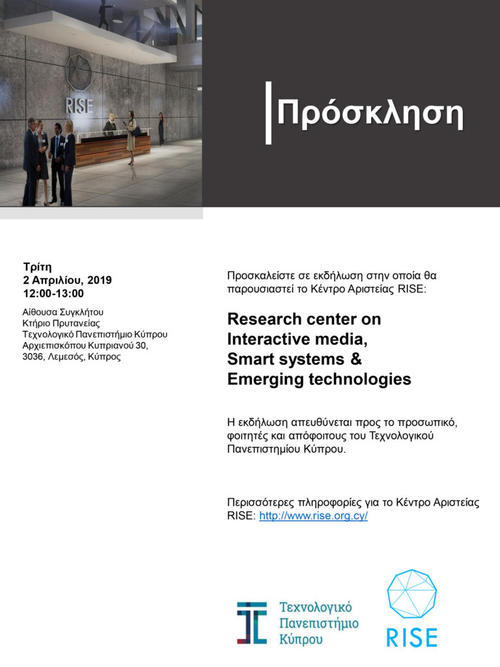 RISE
Πρόσκληση
Τρίτη
2 Απριλίου, 2019
12:00-13:00
Αίθουσα Συγκλήτου
Κτήριο Πρυτανείας
Τεχνολογικό Πανεπιστήμιο Κύπρου
Αρχιεπισκόπου Κυπριανού 30,
3036, Λεμεσός, Κύπρος
Προσκαλείστε σε εκδήλωση στην οποία θα
παρουσιαστεί το Κέντρο Αριστείας RISE:
Research center on
Interactive media,
Smart systems &
Emerging technologies
Η εκδήλωση απευθύνεται προς το προσωπικό,
φοιτητές και απόφοιτους του Τεχνολογικού
Πανεπιστημίου Κύπρου.
Περισσότερες πληροφορίες για το Κέντρο Αριστείας
RISE: http://www.rise.org.cy/
Τεχνολογικό
Πανεπιστήμιο
Κύπρου
RISE